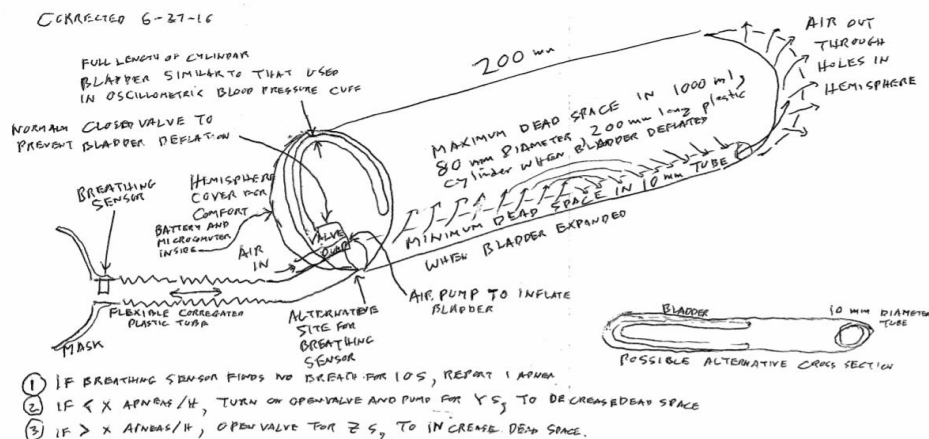 CORRECTED 6-27-16
FULL LENGTH OF CYLINDAR
BLADDER SIMILAR TO THAT USED
IN OSCILLOMETRIC BLOOD PRESSURE CUFF
NORMALLY CLOSED VALVE TO
PREVENT BLADDER DEFLATION
BREATHING
SENSOR
HEMISPHERE
COVER FOR
COMFORT
BATTERY AND
MICROCOMPUTER
INSIDE
AIR
IN
VALVE
200 mm
MAXIMUM DEAD SPACE IN 1000 ml,
80 mm DIAMETER, 200 mm long plastic
cylinder WHEN BLADDER DEFLATED
MINIMUM DEAD SPACE IN 10 mm TUBE
WHEN BLADDER EXPANDED
AIR OUT
THROUGH
HOLES IN
HEMISPHERE
FLEXIBLE CORREGATED
PLASTIC TUBE
MASK
ALTERNATIVE
SITE FOR
BREATHING
SENSOR
AIR PUMP TO INFLATE
BLADDER
BLADDER
10 mm DIAMETER
TUBE
POSSIBLE ALTERNATIVE CROSS SECTION
① IF BREATHING SENSOR FINDS NO BREATH FOR 10 S, REPORT 1 APNEA
② IF < X APNEAS/H, TURN ON OPENVALVE AND PUMP FOR Y S, TO DECREASE DEAD SPACE
③ IF > X APNEAS/H, OPEN VALVE FOR Z S, TO INCREASE DEAD SPACE.